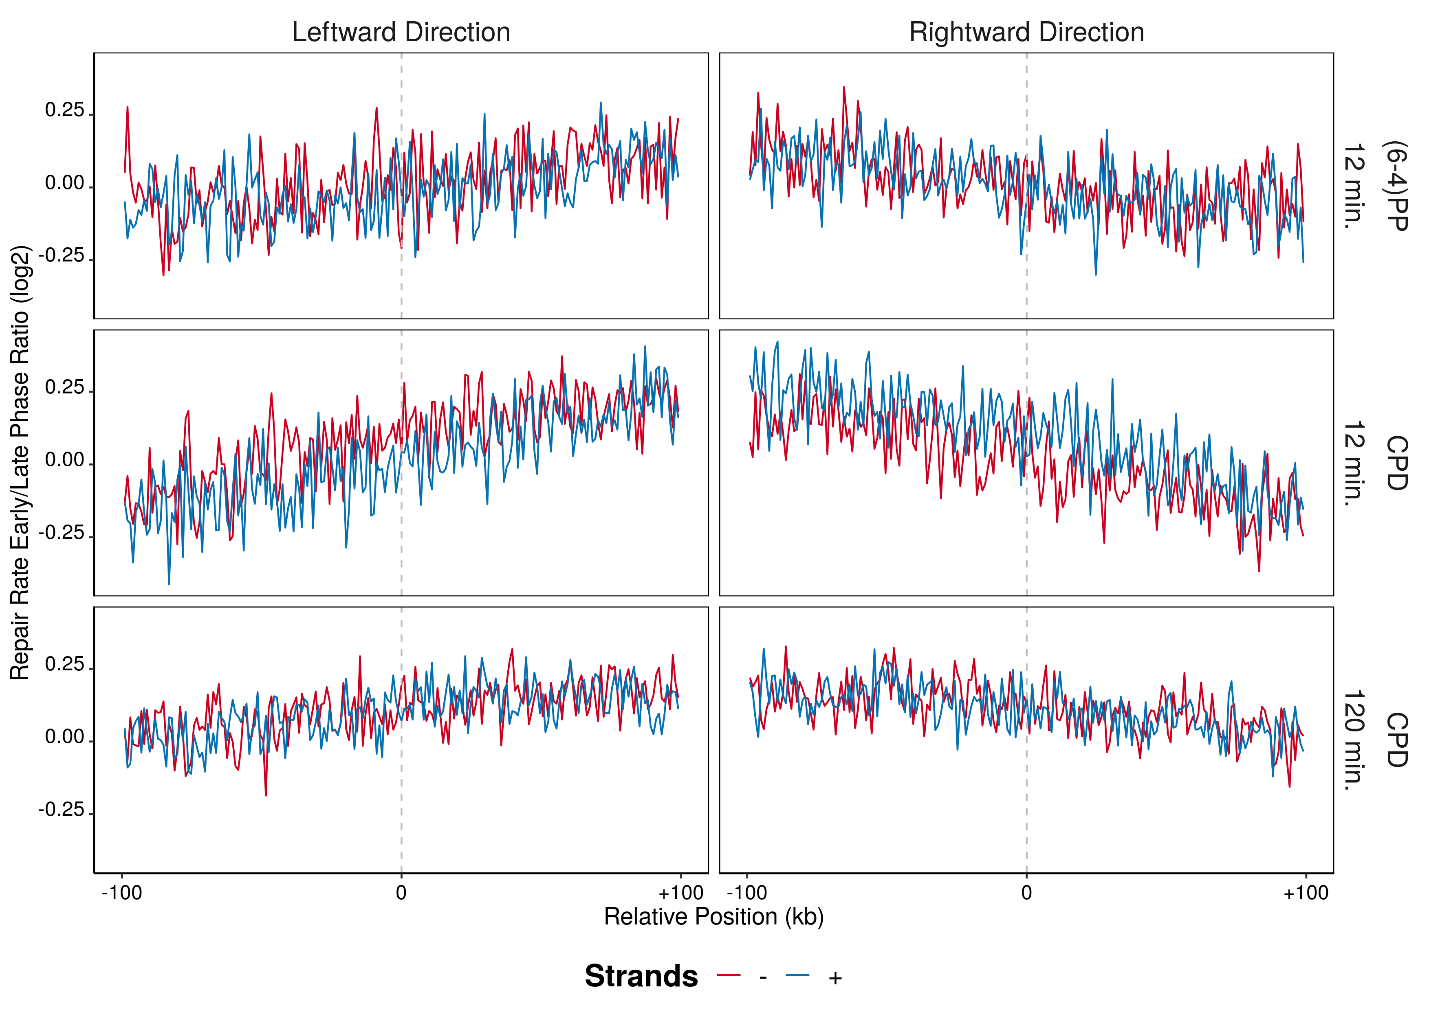 Leftward Direction
Rightward Direction
Repair Rate Early/Late Phase Ratio (log2)
0.25
0.00
-0.25
(6-4)PP
12 min.
0.25
0.00
-0.25
CPD
12 min.
0.25
0.00
-0.25
CPD
120 min.
-100 0 +100 -100 0 +100
Relative Position (kb)
Strands - +